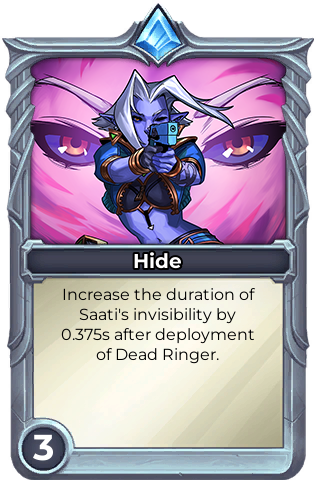 Hide
Increase the duration of
Saati's invisibility by
0.375s after deployment
of Dead Ringer.
3